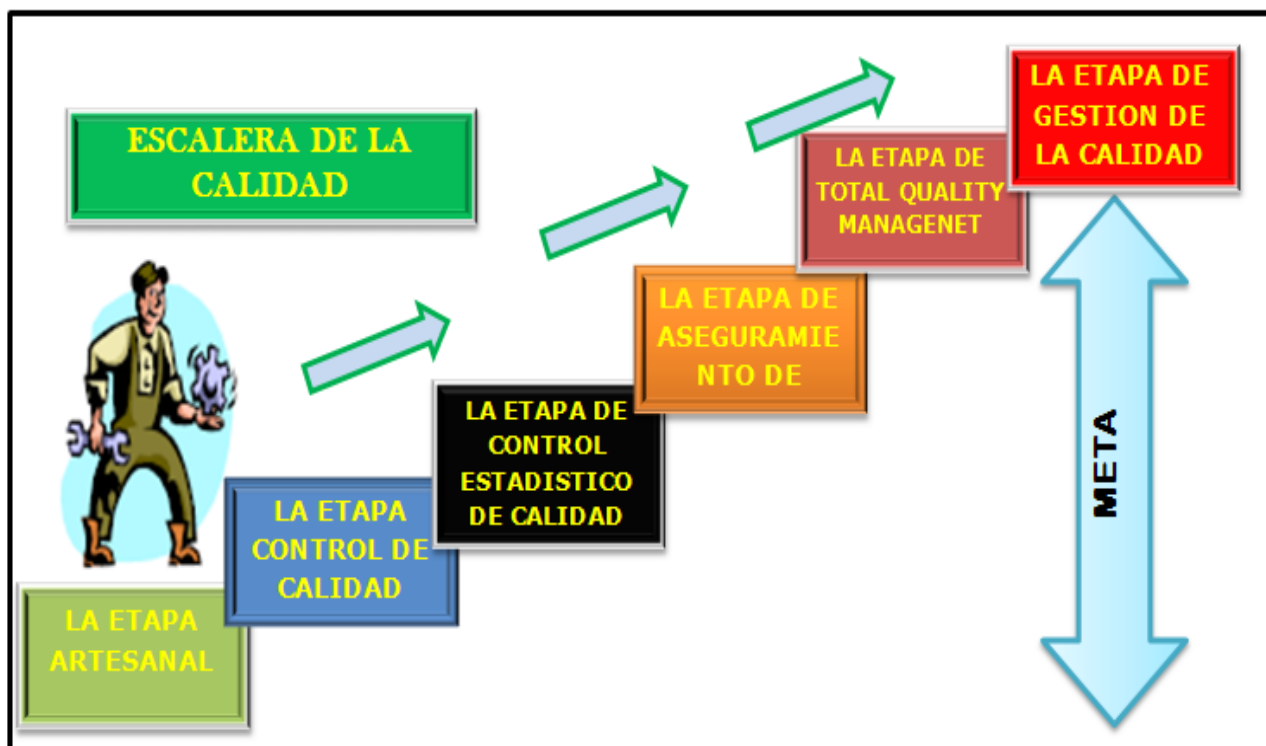 ESCALERA DE LA
CALIDAD
LA ETAPA
ARTESANAL
LA ETAPA
CONTROL DE
CALIDAD
LA ETAPA DE
CONTROL
ESTADISTICO
DE CALIDAD
LA ETAPA DE
ASEGURAMIE
NTO DE
LA ETAPA DE
TOTAL QUALITY
MANAGENET
LA ETAPA DE
GESTION DE
LA CALIDAD
META